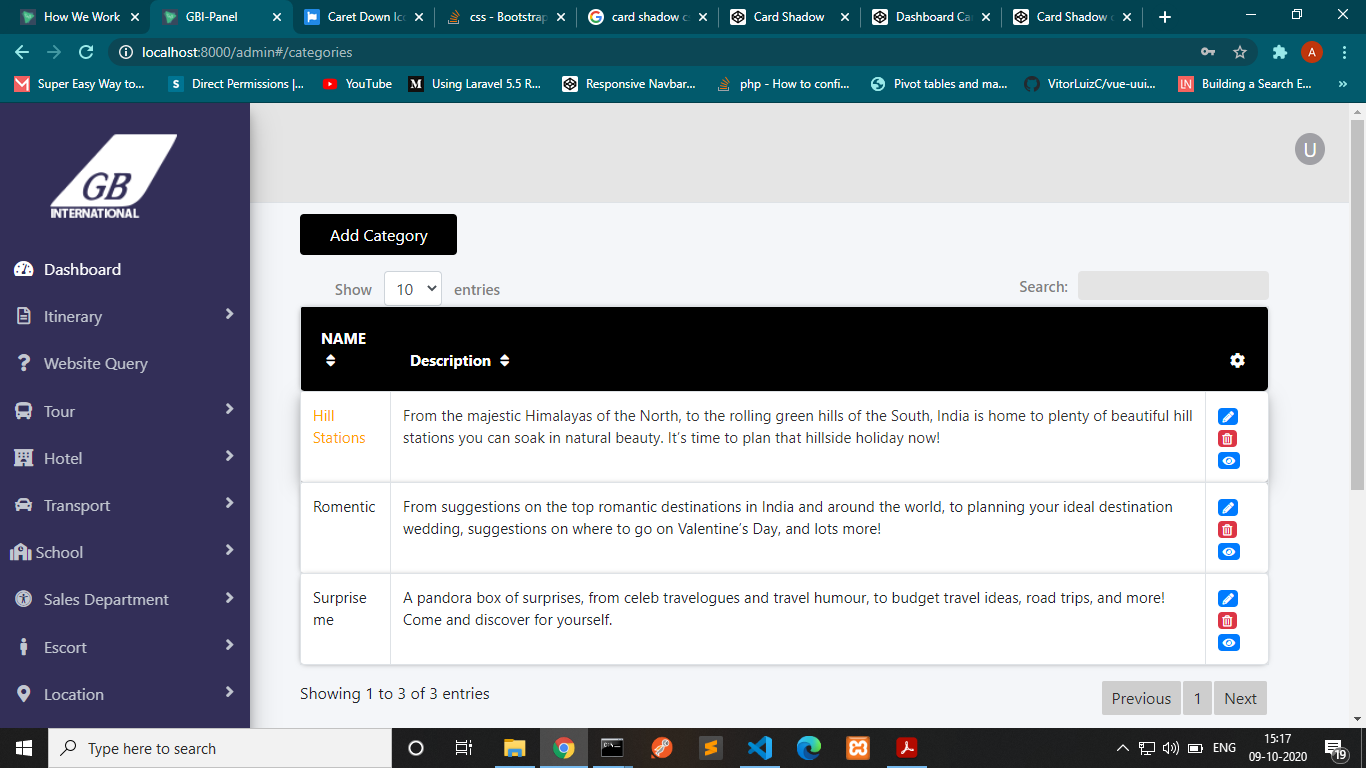 How We Work
GBI-Panel
Caret Down Ico
css - Bootstrap
card shadow cs
Card Shadow
Dashboard Car
Card Shadow c
localhost:8000/admin#/categories
A
Super Easy Way to...
S
Direct Permissions |...
YouTube
M
Using Laravel 5.5 R...
Responsive Navbar...
php - How to confi...
Pivot tables and ma...
VitorLuizC/vue-uui...
IN
Building a Search E...
»
GB
INTERNATIONAL
U
Dashboard
Itinerary
Website Query
Tour
Hotel
Transport
School
Sales Department
Escort
Location
Add Category
Show 10 entries
Search:
NAME
Description
Hill
Stations
From the majestic Himalayas of the North, to the rolling green hills of the South, India is home to plenty of beautiful hill
stations you can soak in natural beauty. It’s time to plan that hillside holiday now!
Romentic
From suggestions on the top romantic destinations in India and around the world, to planning your ideal destination
wedding, suggestions on where to go on Valentine’s Day, and lots more!
Surprise
me
A pandora box of surprises, from celeb travelogues and travel humour, to budget travel ideas, road trips, and more!
Come and discover for yourself.
Showing 1 to 3 of 3 entries
Previous 1 Next
Type here to search
ENG
15:17
09-10-2020
19